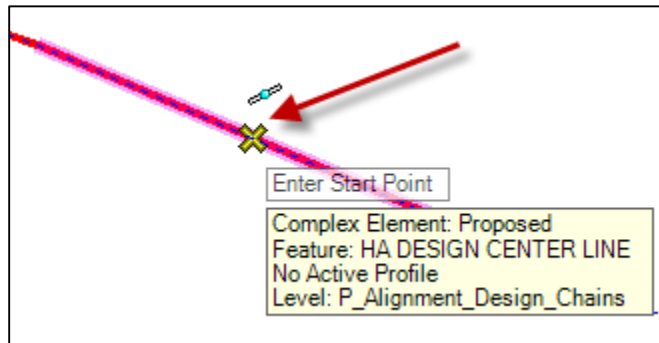 Enter Start Point
Complex Element: Proposed
Feature: HA DESIGN CENTER LINE
No Active Profile
Level: P_Alignment_Design_Chains